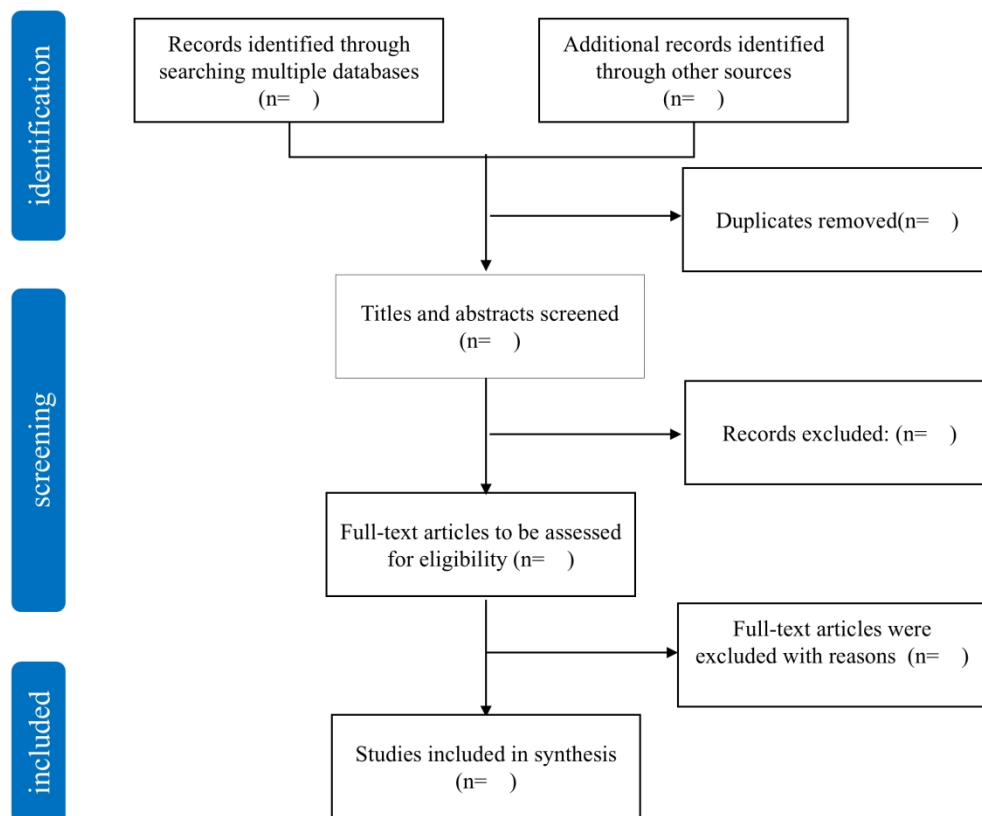 identification
Records identified through
searching multiple databases
(n=    )
Additional records identified
through other sources
(n=    )
Duplicates removed(n=    )
screening
Titles and abstracts screened
(n=    )
Records excluded: (n=    )
Full-text articles to be assessed
for eligibility (n=    )
Full-text articles were
excluded with reasons  (n=    )
included
Studies included in synthesis
(n=    )